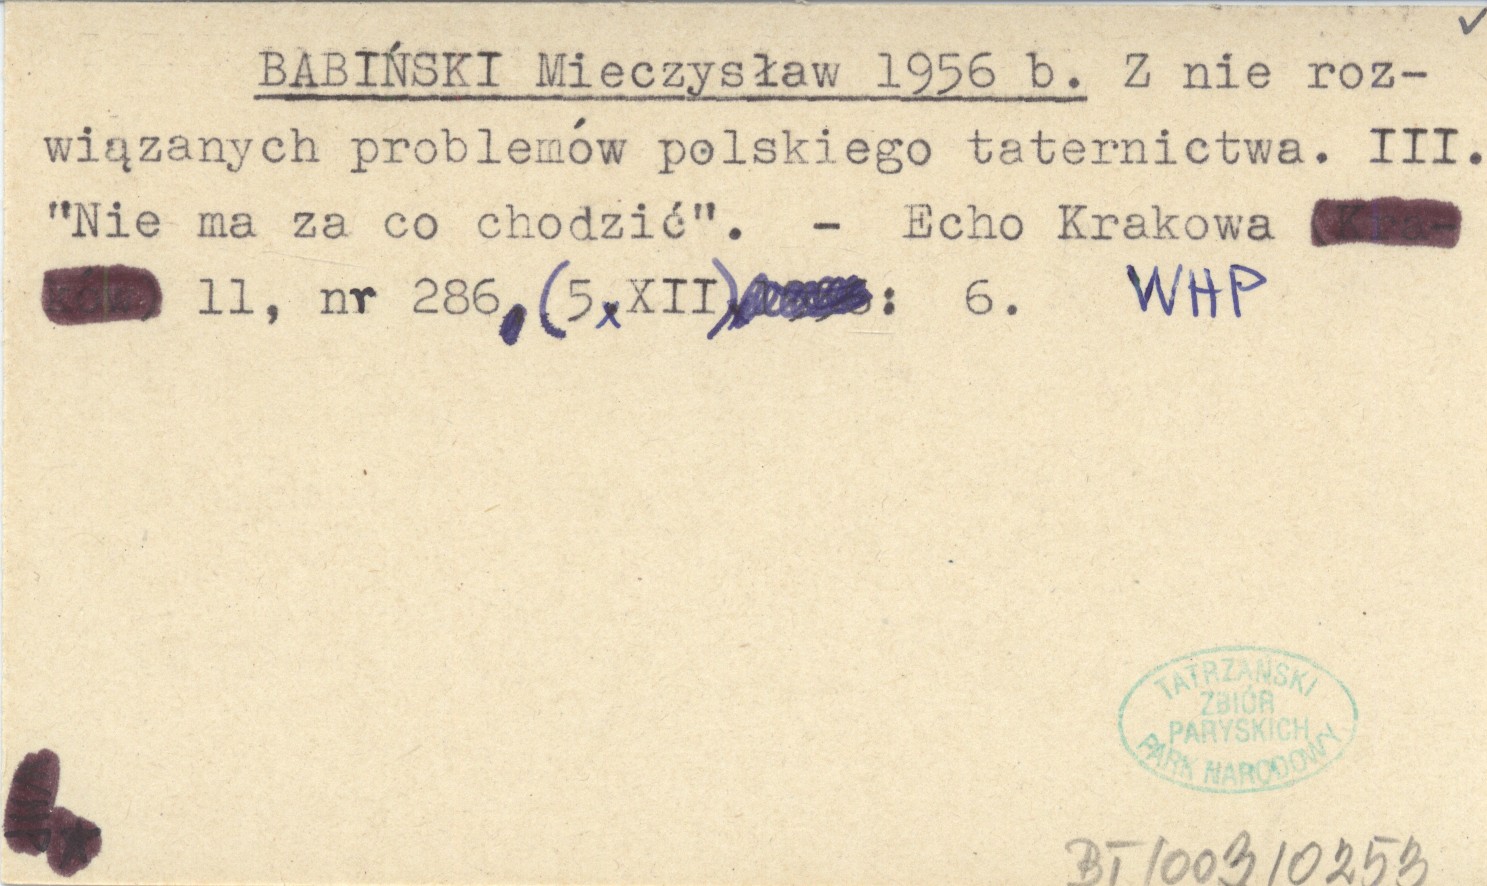 BABIŃSKI Mieczysław 1956 b. Z nie roz-
wiązanych problemów polskiego taternictwa. III.
"Nie ma za co chodzić". - Echo Krakowa
11, nr 286, (5 XII): 6. WHP
TATRZAŃSKI
ZBIÓR
PARYSKICH
PARK NARODOWY
BT/003/0253